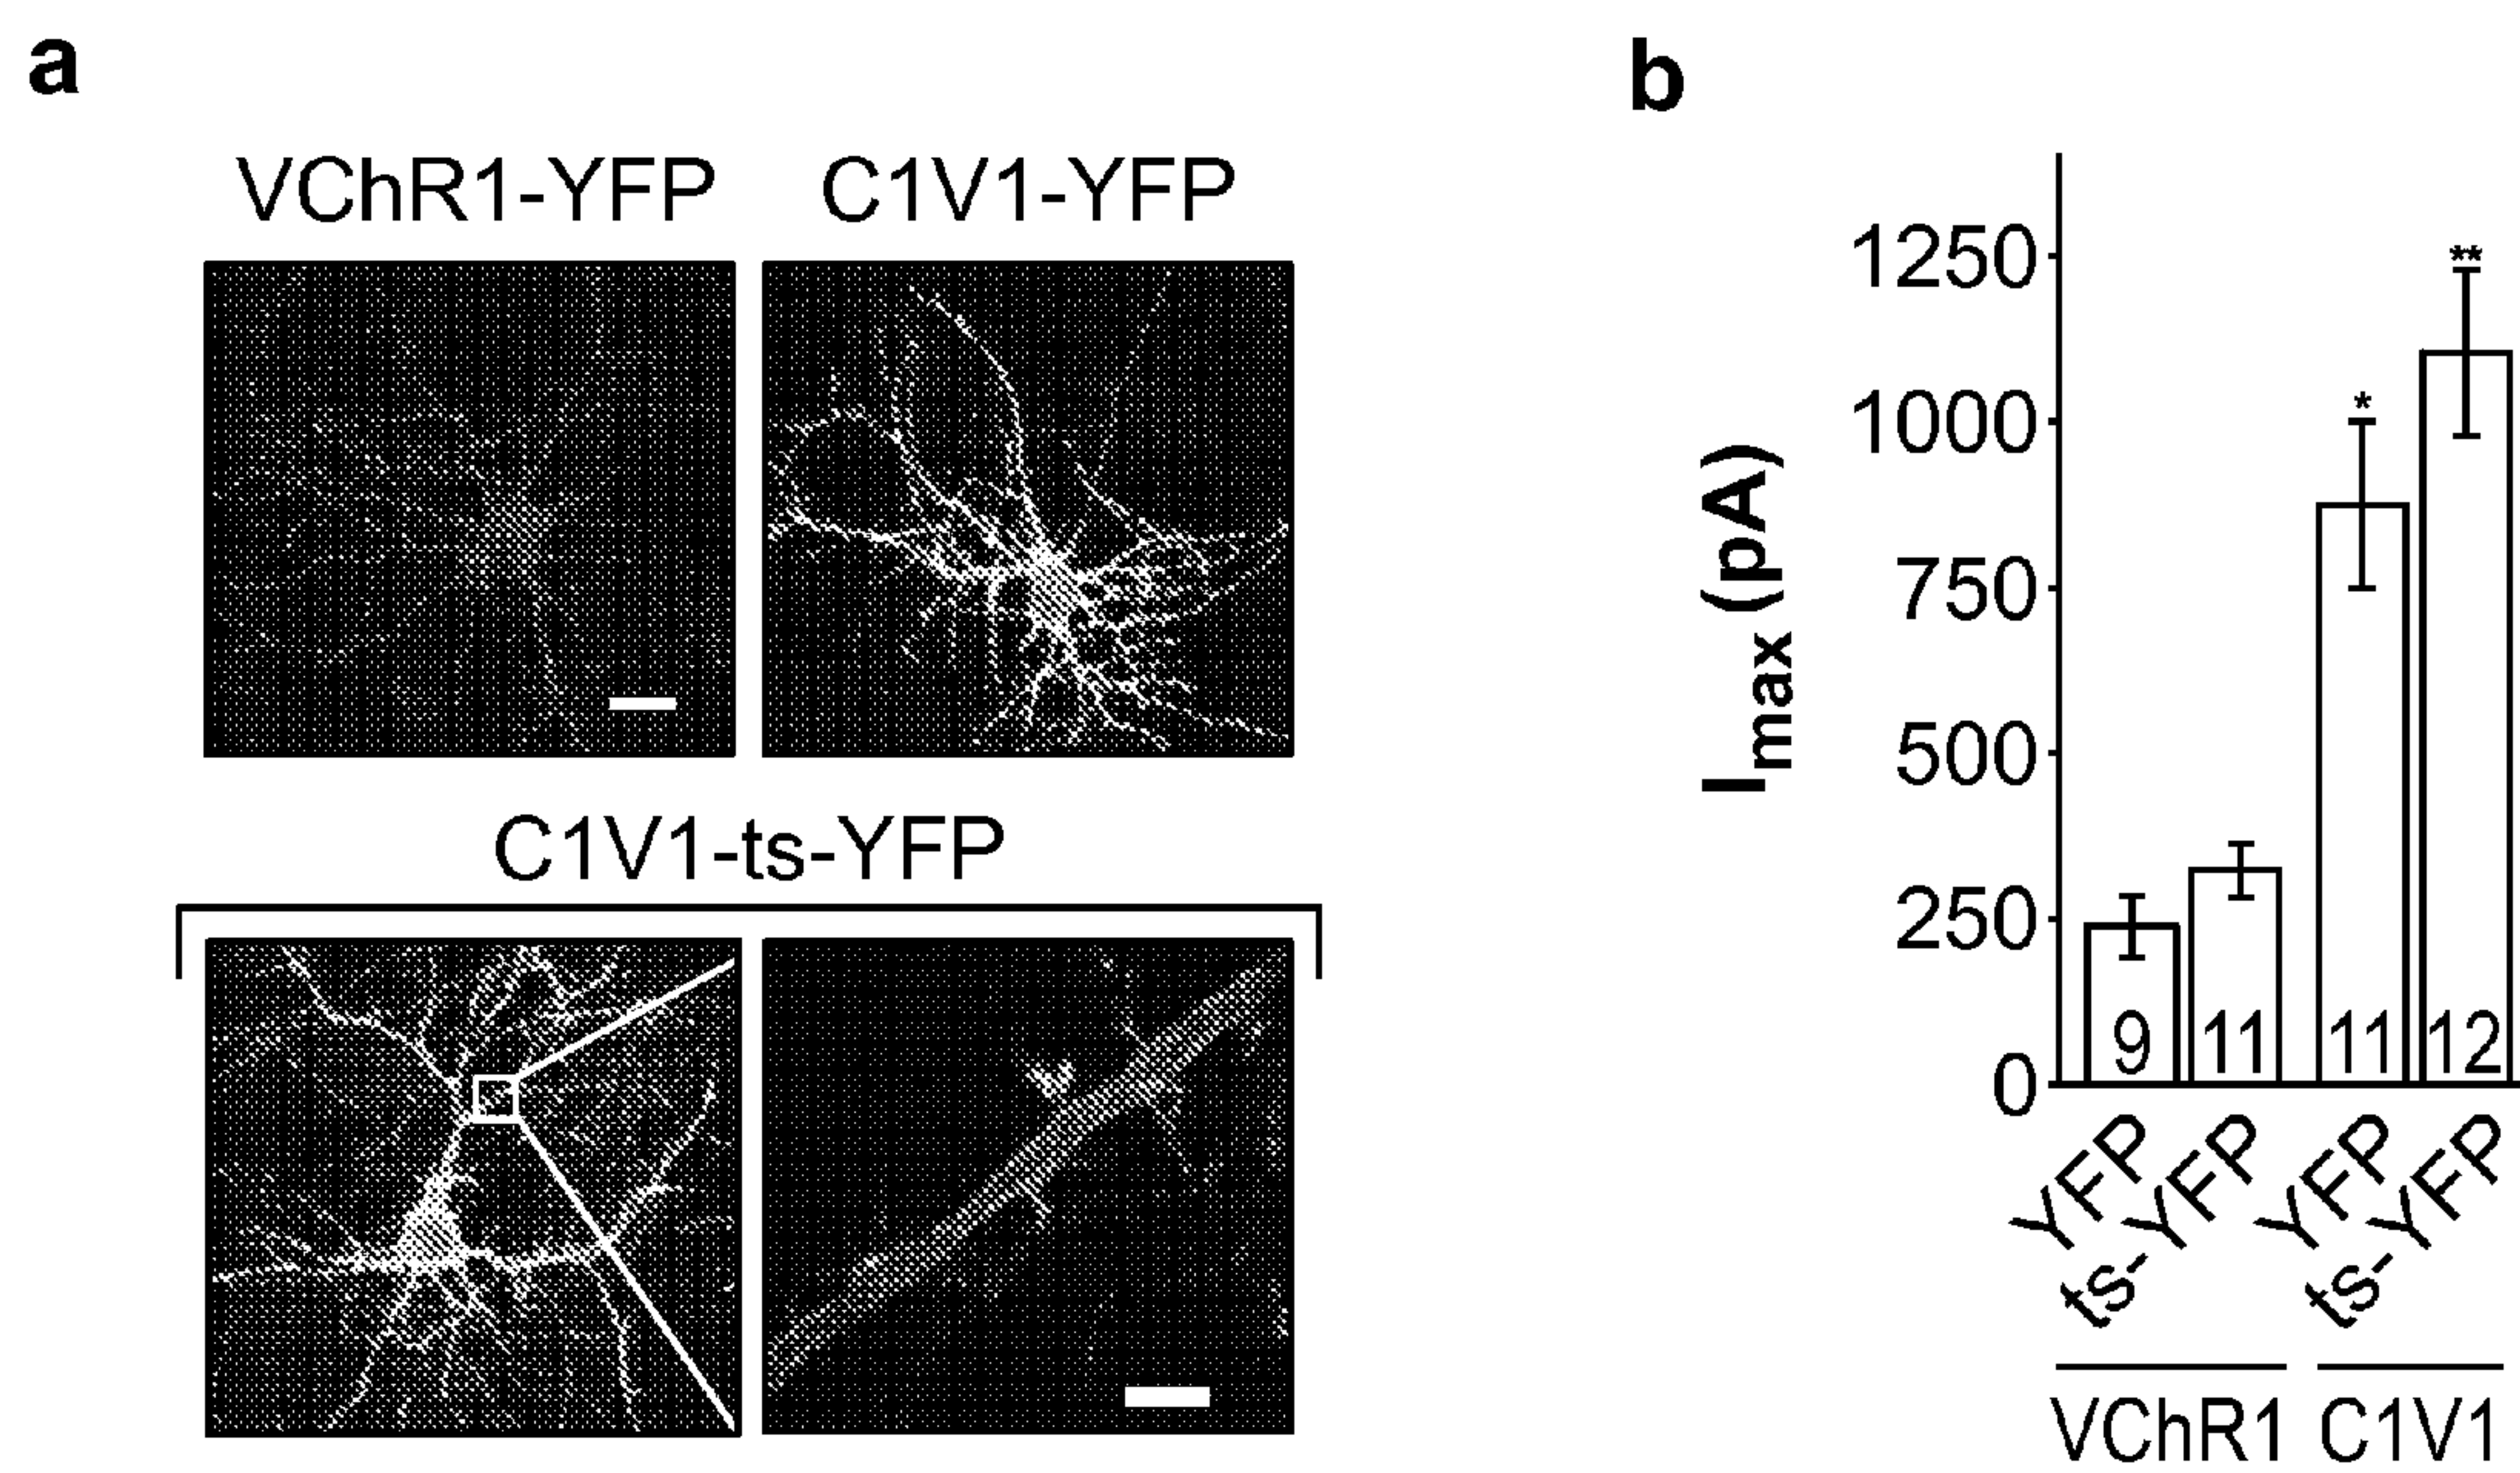 a
VChR1-YFP C1V1-YFP
C1V1-ts-YFP
b
Imax (pA)
1250
1000
750
500
250
0
* **
9 11 11 12
YFP ts-YFP YFP ts-YFP
VChR1 C1V1